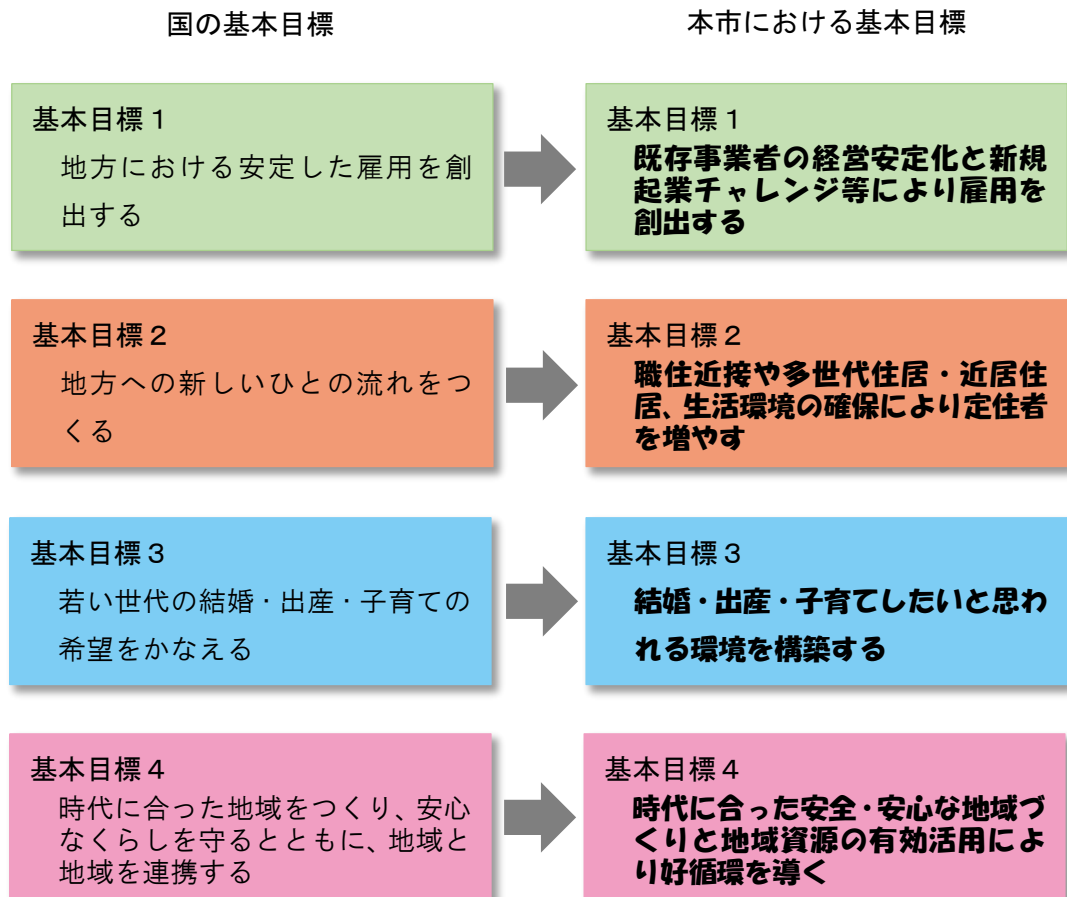 国の基本目標
本市における基本目標
基本目標１
地方における安定した雇用を創
出する
基本目標１
既存事業者の経営安定化と新規
起業チャレンジ等により雇用を
創出する
基本目標２
地方への新しいひとの流れをつ
くる
基本目標２
職住近接や多世代住居・近居住
居、生活環境の確保により定住者
を増やす
基本目標３
若い世代の結婚・出産・子育ての
希望をかなえる
基本目標３
結婚・出産・子育てしたいと思わ
れる環境を構築する
基本目標４
時代に合った地域をつくり、安心
なくらしを守るとともに、地域と
地域を連携する
基本目標４
時代に合った安全・安心な地域づ
くりと地域資源の有効活用によ
り好循環を導く